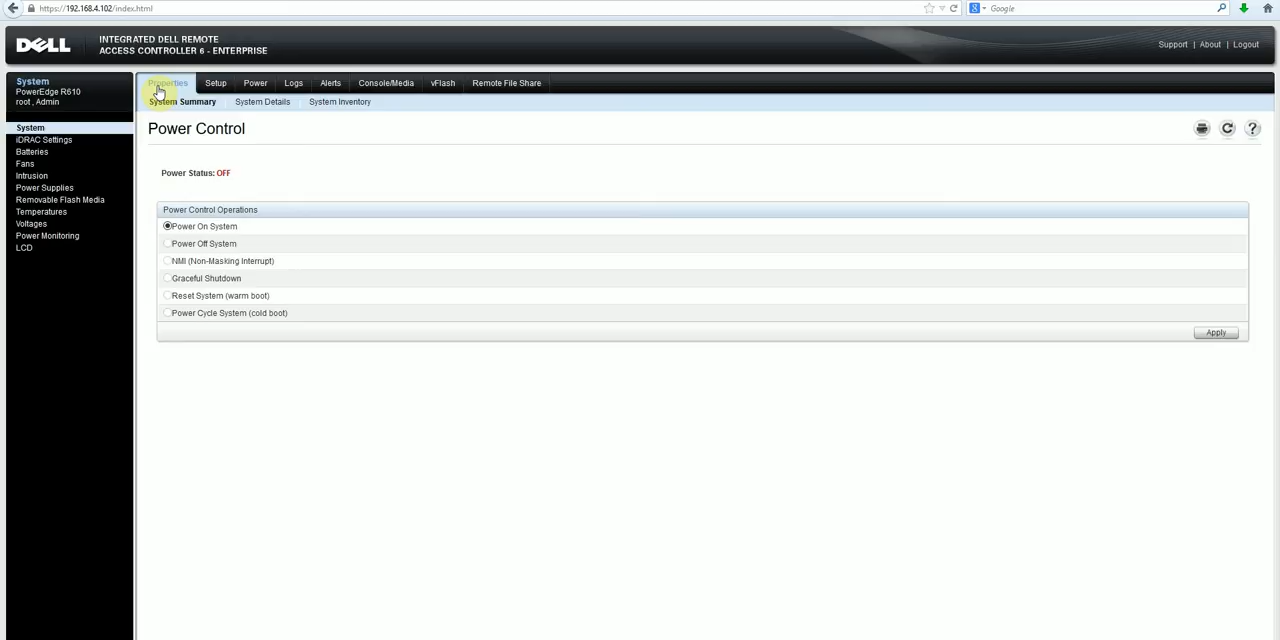 https://192.168.4.102/index.html
8 Google
DELL
INTEGRATED DELL REMOTE
ACCESS CONTROLLER 6 - ENTERPRISE
Support | About | Logout
System
PowerEdge R610
root , Admin
Properties Setup Power Logs Alerts Console/Media vFlash Remote File Share
System Summary System Details System Inventory
System
iDRAC Settings
Batteries
Fans
Intrusion
Power Supplies
Removable Flash Media
Temperatures
Voltages
Power Monitoring
LCD
Power Control
?
Power Status: OFF
Power Control Operations
Power On System
Power Off System
NMI (Non-Masking Interrupt)
Graceful Shutdown
Reset System (warm boot)
Power Cycle System (cold boot)
Apply